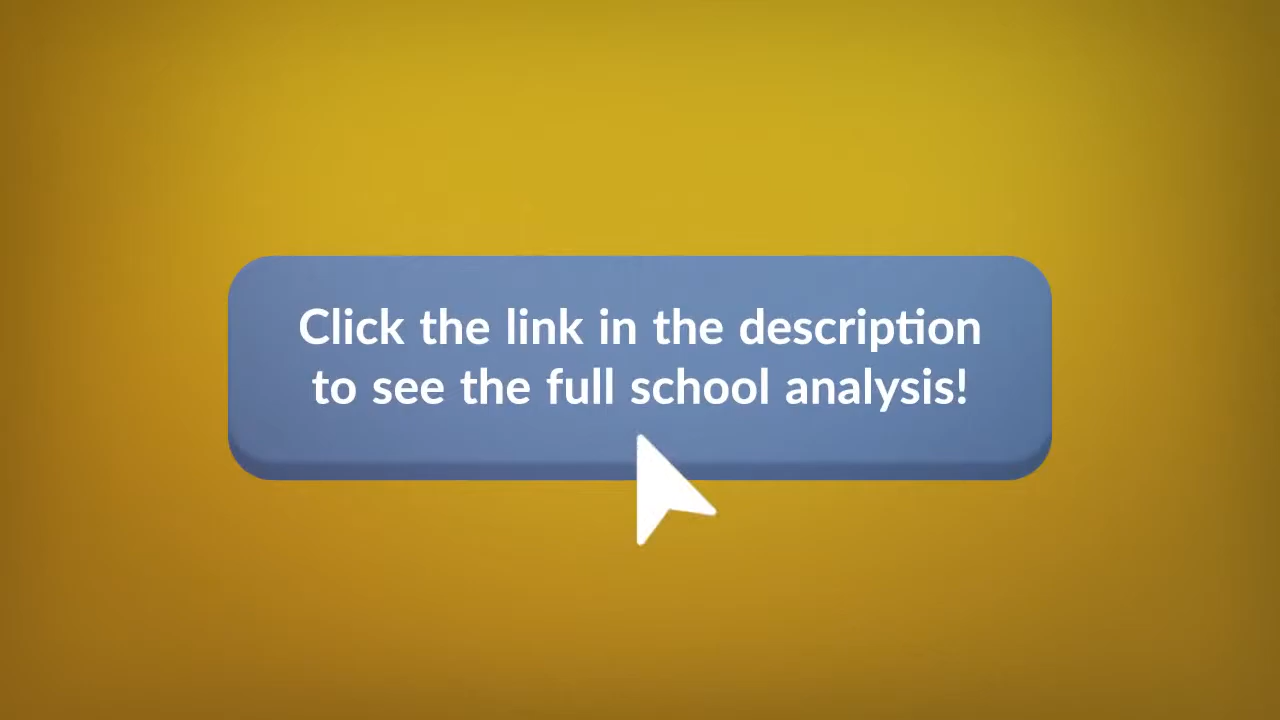 Click the link in the description
to see the full school analysis!